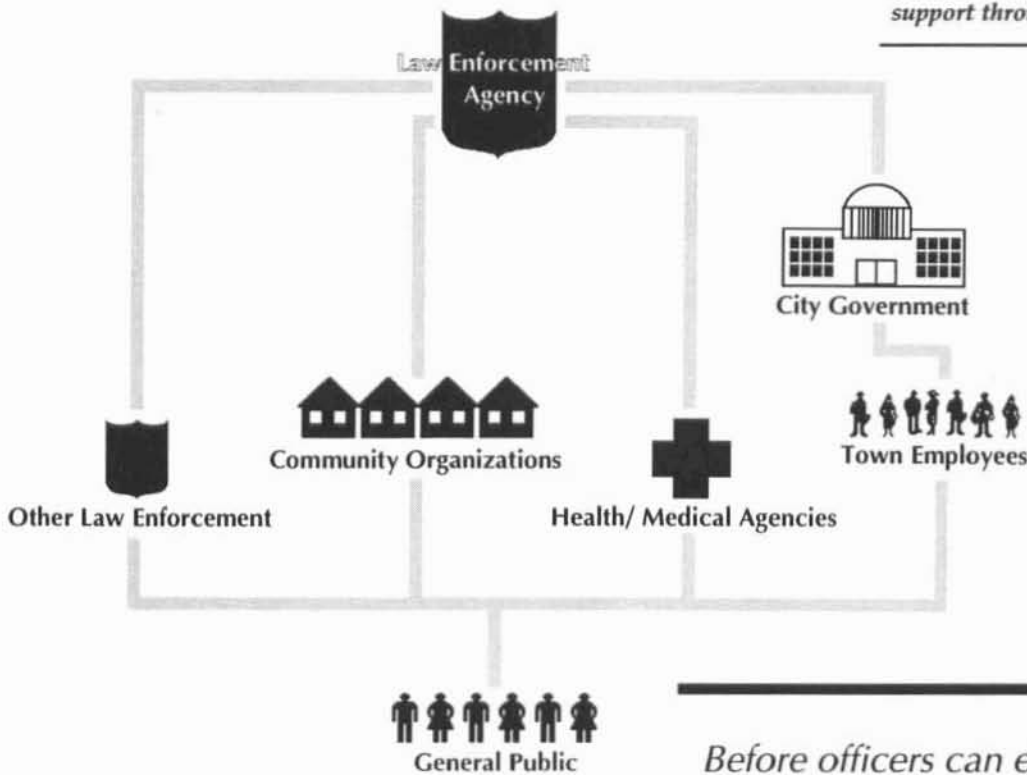 support
Law Enforcement
Agency
City Government
Community Organizations
Town Employees
Other Law Enforcement
Health/ Medical Agencies
General Public
Before officers can